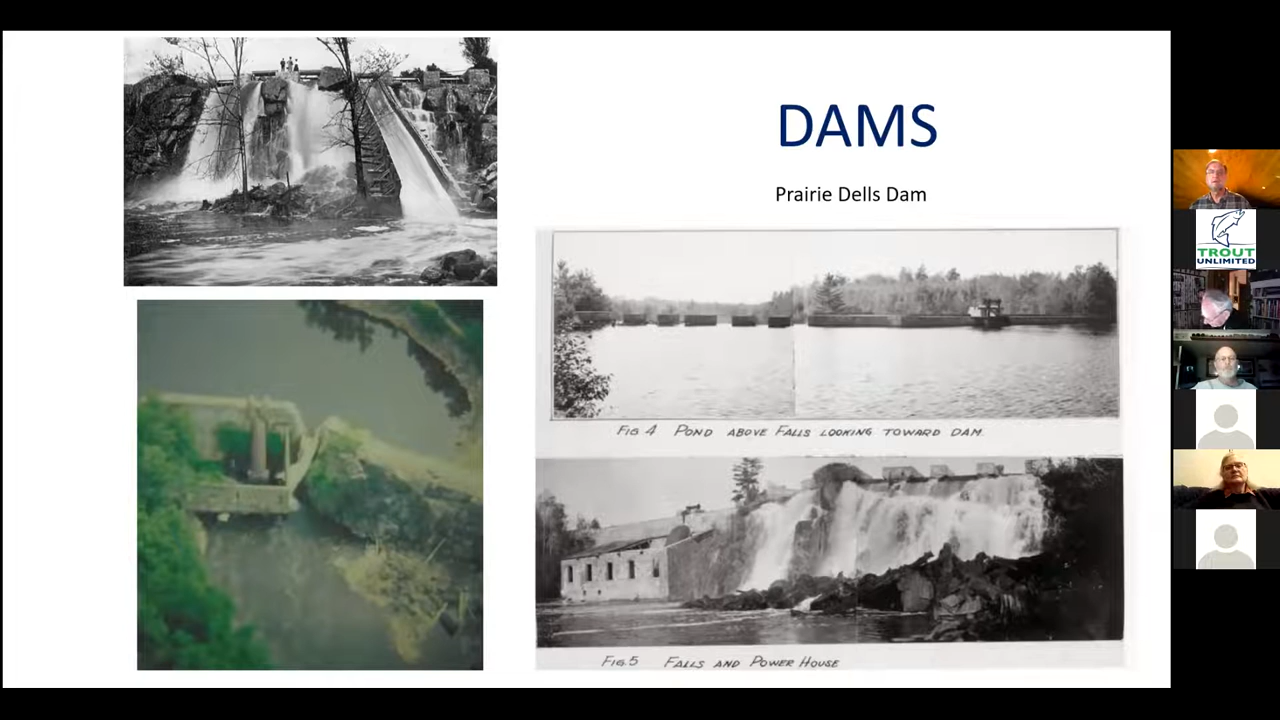 DAMS
Prairie Dells Dam
FIG 4 POND ABOVE FALLS LOOKING TOWARD DAM.
FIG.5 FALLS AND POWER HOUSE
TROUT
UNLIMITED